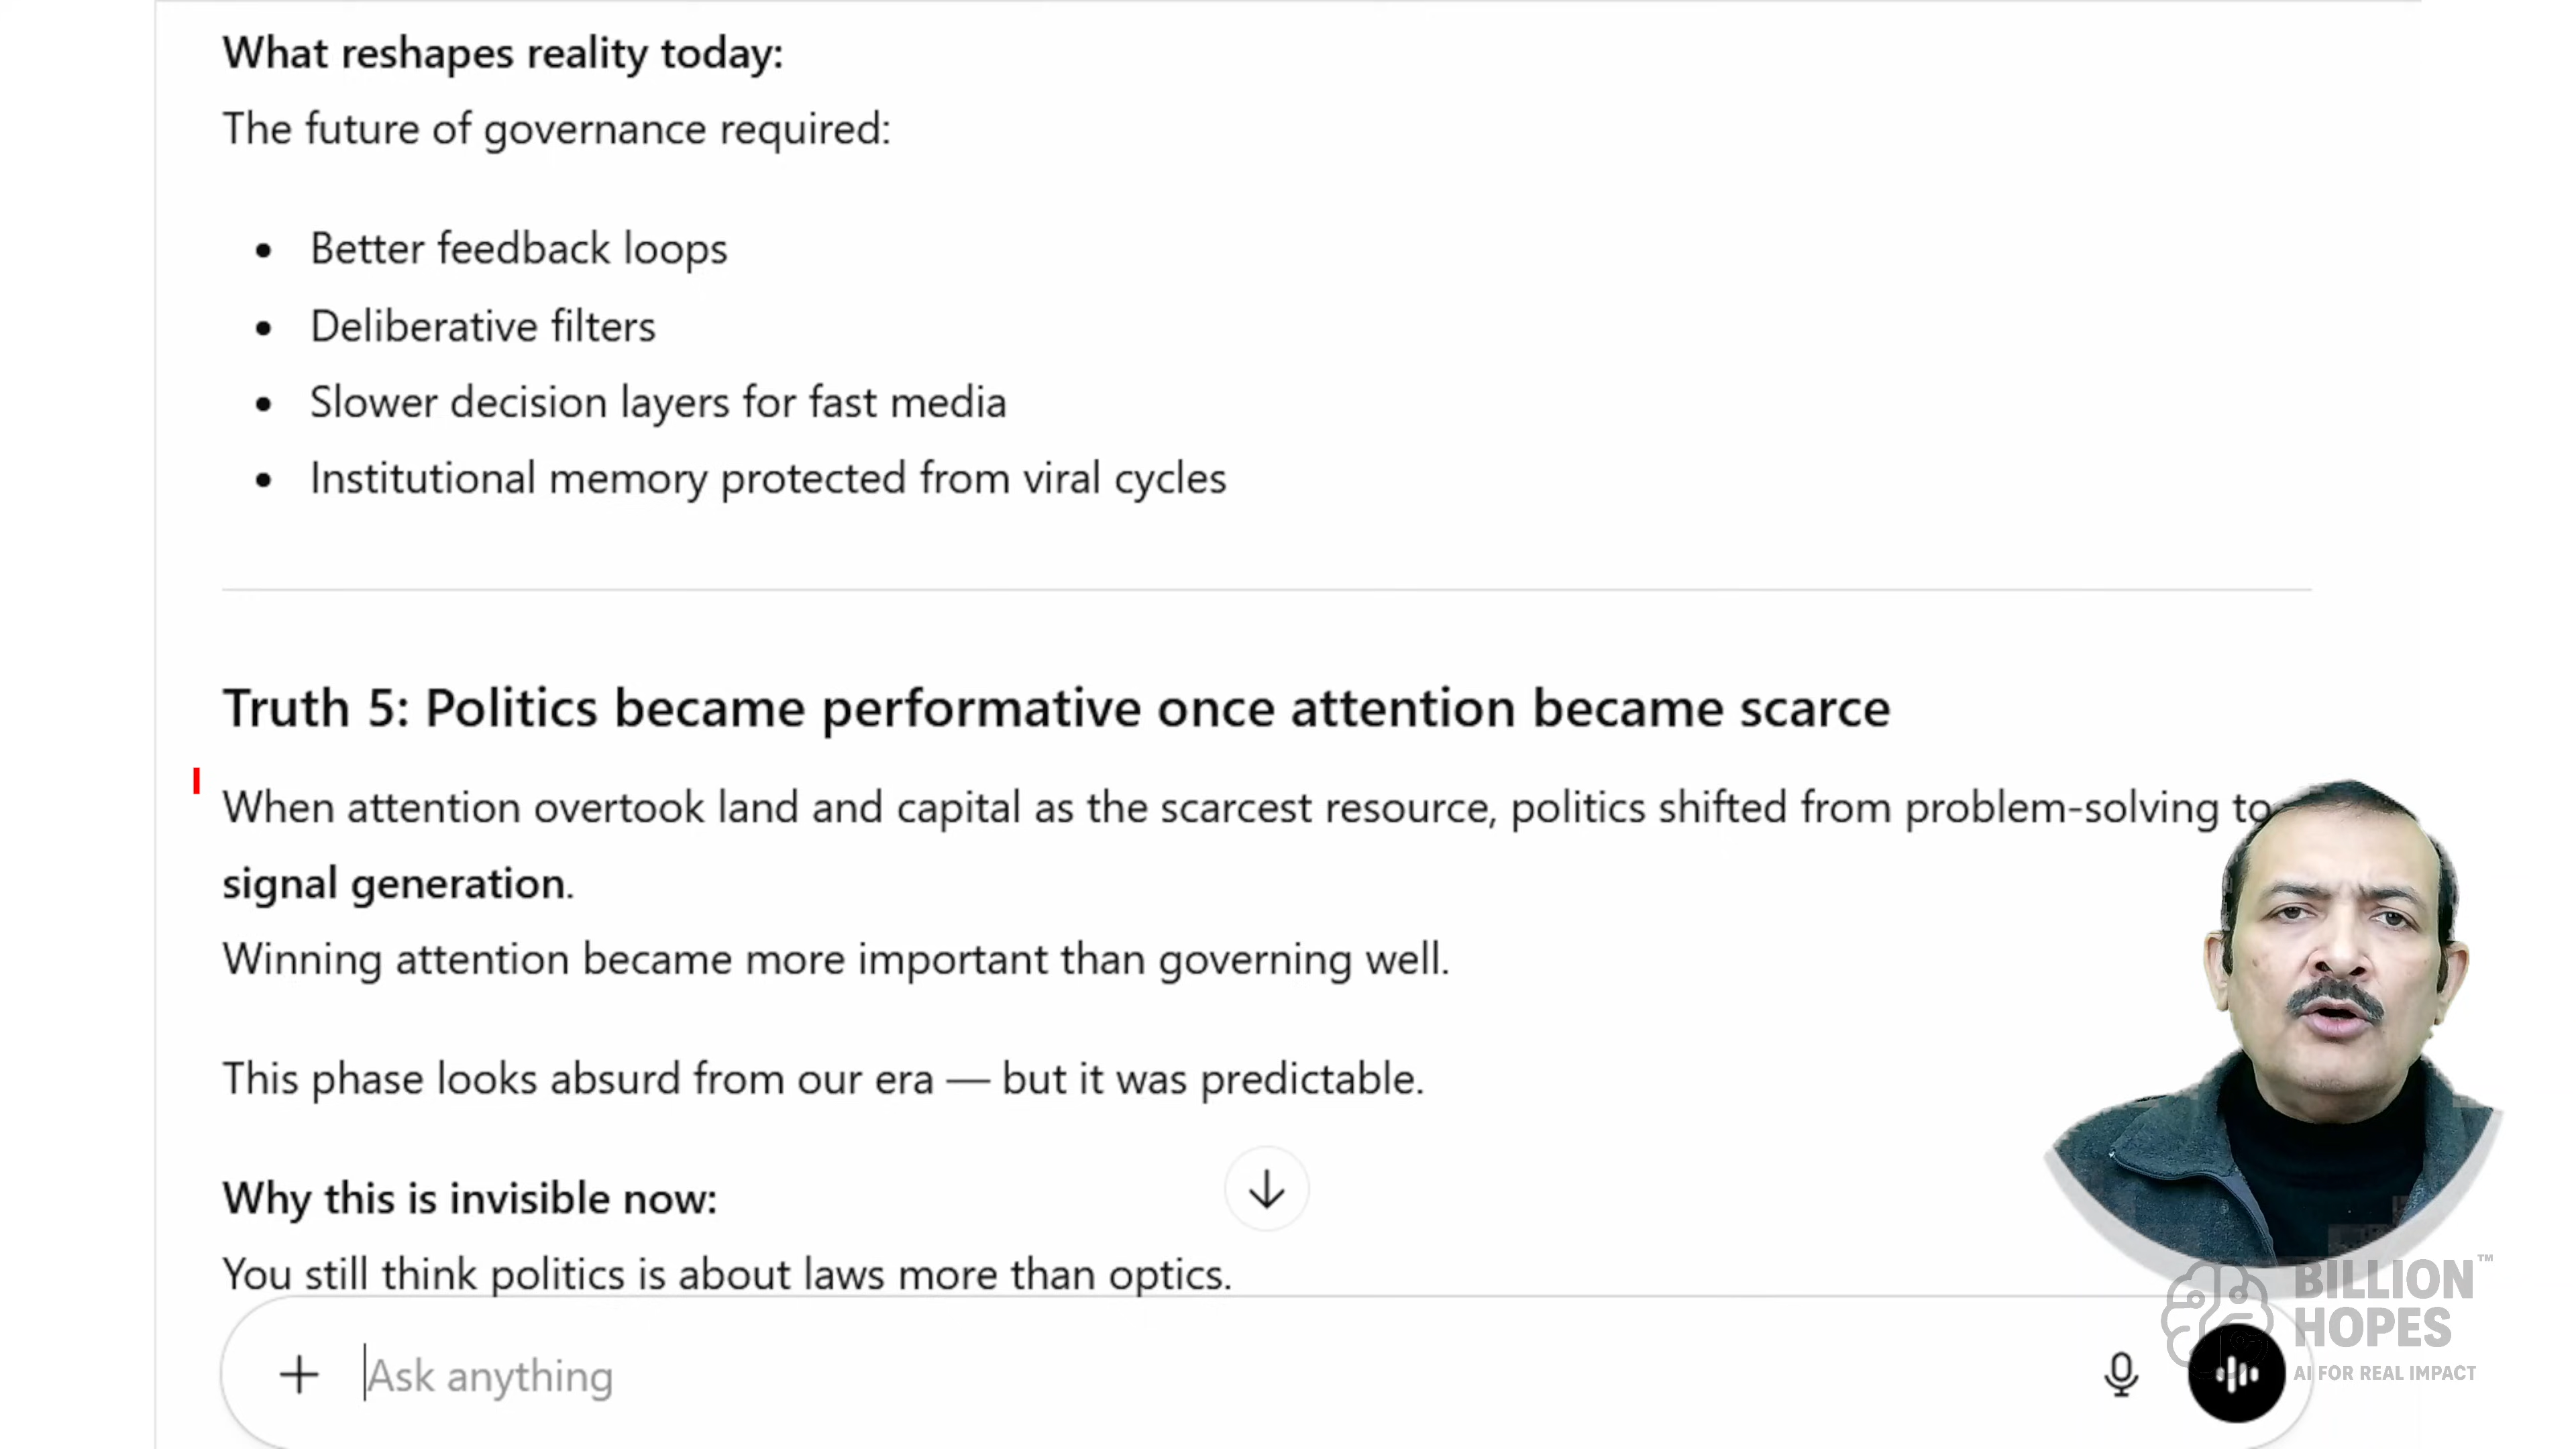 What reshapes reality today:
The future of governance required:
• Better feedback loops
• Deliberative filters
• Slower decision layers for fast media
• Institutional memory protected from viral cycles
Truth 5: Politics became performative once attention became scarce
When attention overtook land and capital as the scarcest resource, politics shifted from problem-solving to
signal generation.
Winning attention became more important than governing well.
This phase looks absurd from our era — but it was predictable.
Why this is invisible now:
You still think politics is about laws more than optics.
Ask anything
BILLION™
HOPES
AI FOR REAL IMPACT